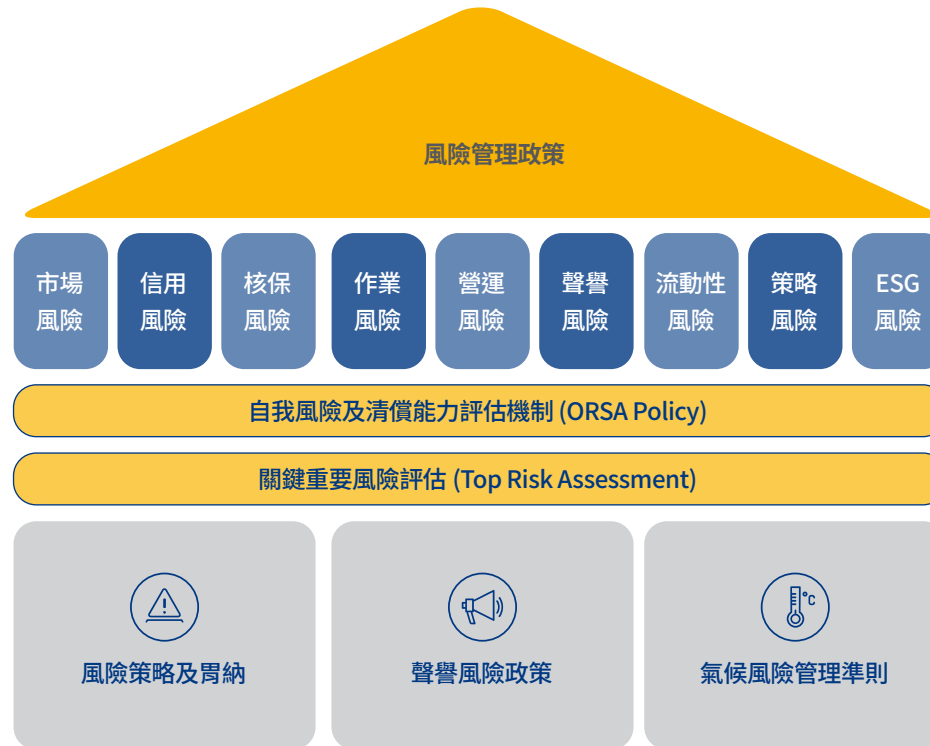 風險管理政策
市場
風險
信用
風險
核保
風險
作業
風險
營運
風險
聲譽
風險
流動性
風險
策略
風險
ESG
風險
自我風險及清償能力評估機制 (ORSA Policy)
關鍵重要風險評估 (Top Risk Assessment)
°C
風險策略及胃納
聲譽風險政策
氣候風險管理準則